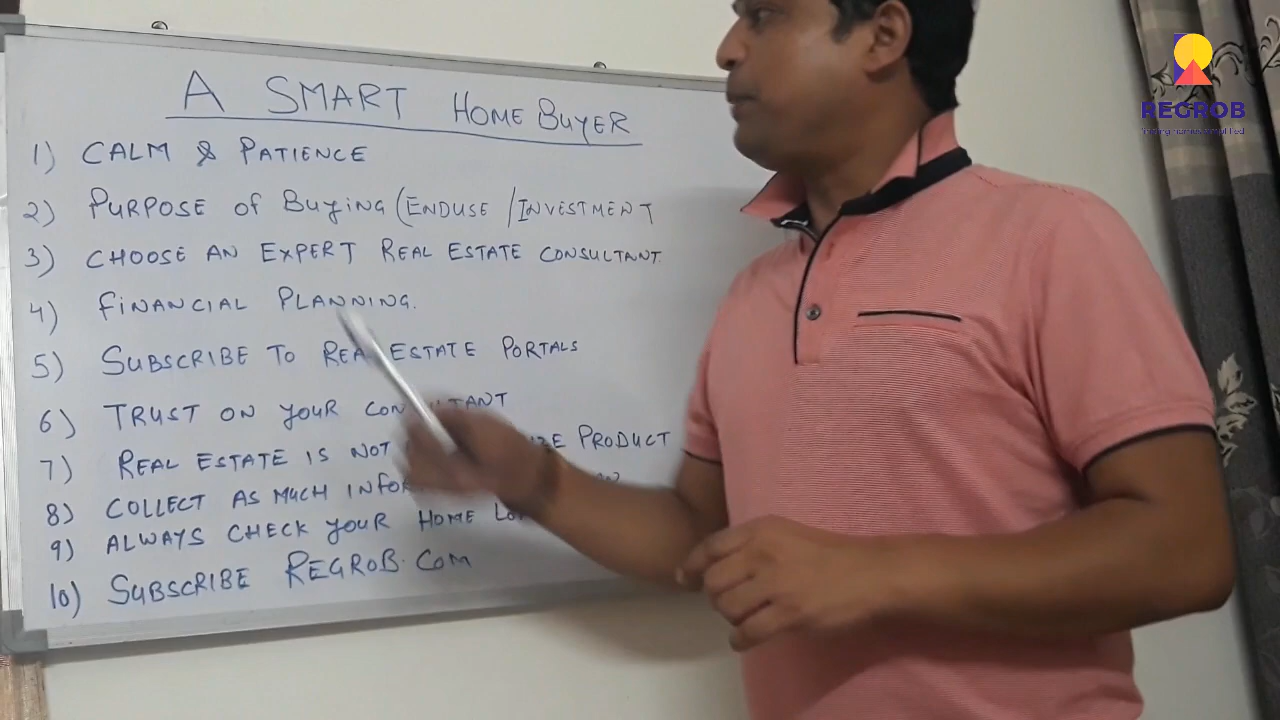 A SMART HOME BUYER
1) CALM & PATIENCE
2) PURPOSE OF BUYING (ENDUSE / INVESTMENT
3) CHOOSE AN EXPERT REAL ESTATE CONSULTANT.
4) FINANCIAL PLANNING.
5) SUBSCRIBE TO REAL ESTATE PORTALS
6) TRUST ON YOUR
7) REAL ESTATE IS NOT PRODUCT
8) COLLECT AS MUCH
9) ALWAYS CHECK YOUR HOME
10) SUBSCRIBE REGROB.COM
REGROB